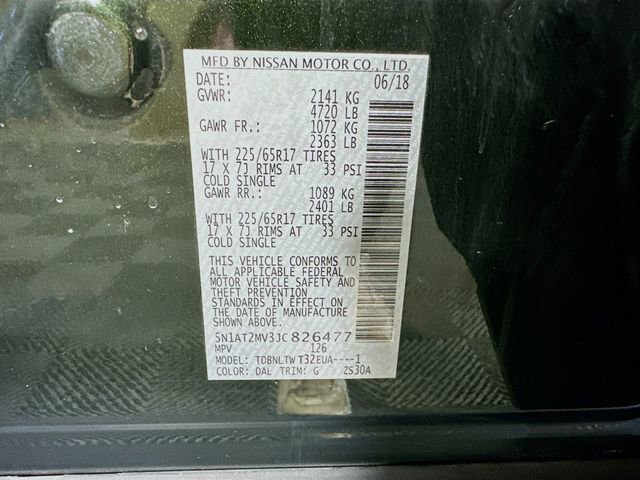 MFD BY NISSAN MOTOR CO., LTD.
DATE: 06/18
GVWR: 2141 KG
4720 LB
GAWR FR.: 1072 KG
2363 LB
WITH 225/65R17 TIRES
17 X 7J RIMS AT 33 PSI
COLD SINGLE
GAWR RR.: 1089 KG
2401 LB
WITH 225/65R17 TIRES
17 X 7J RIMS AT 33 PSI
COLD SINGLE
THIS VEHICLE CONFORMS TO
ALL APPLICABLE FEDERAL
MOTOR VEHICLE SAFETY AND
THEFT PREVENTION
STANDARDS IN EFFECT ON
THE DATE OF MANUFACTURE
SHOWN ABOVE.
5N1AT2MV3JC826477
MPV 126
MODEL: TDBNLTWT32EUA----1
COLOR: DAL TRIM: G ZS30A